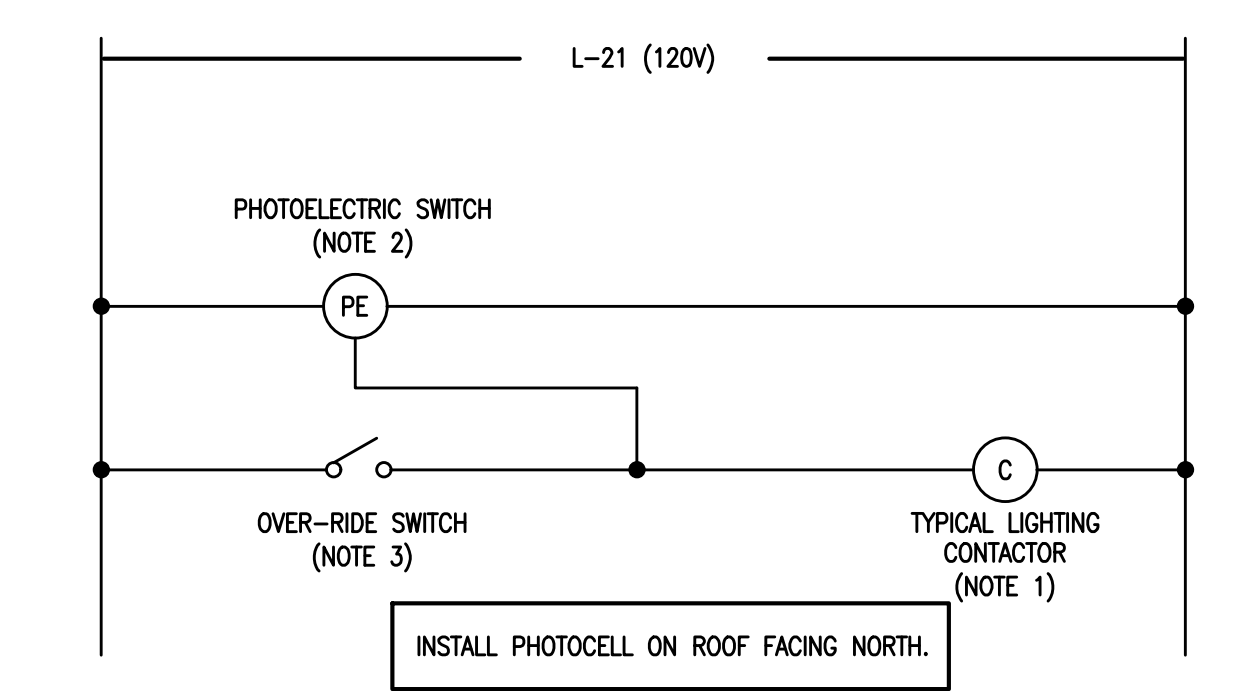 L-21 (120V)
PHOTOELECTRIC SWITCH
(NOTE 2)
PE
C
OVER-RIDE SWITCH
(NOTE 3)
TYPICAL LIGHTING
CONTACTOR
(NOTE 1)
INSTALL PHOTOCELL ON ROOF FACING NORTH.